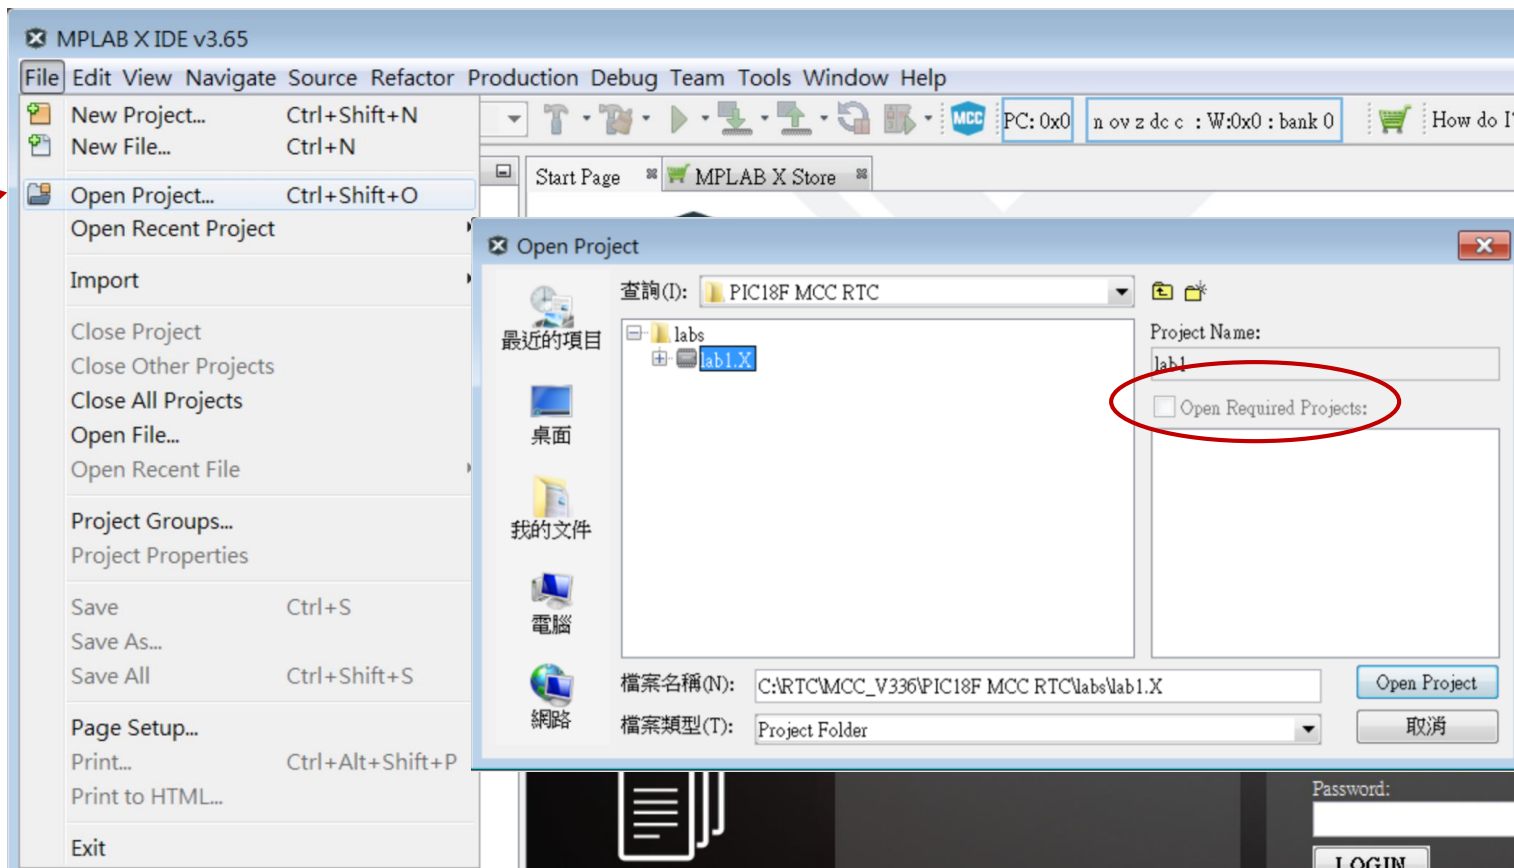 MPLAB X IDE v3.65
File Edit View Navigate Source Refactor Production Debug Team Tools Window Help
New Project... Ctrl+Shift+N
New File... Ctrl+N
Open Project... Ctrl+Shift+O
Open Recent Project
Import
Close Project
Close Other Projects
Close All Projects
Open File...
Open Recent File
Project Groups...
Project Properties
Save Ctrl+S
Save As...
Save All Ctrl+Shift+S
Page Setup...
Print... Ctrl+Alt+Shift+P
Print to HTML...
Exit
MCC PC: 0x0 n ov z dc c : W:0x0 : bank 0 How do I?
Start Page MPLAB X Store
Open Project
查詢(I): PIC18F MCC RTC
最近的項目
桌面
我的文件
電腦
網路
labs
lab1.X
Project Name:
lab1
Open Required Projects:
檔案名稱(N): C:\RTC\MCC_V336\PIC18F MCC RTC\labs\lab1.X
Open Project
檔案類型(T): Project Folder
取消
Password:
LOGIN